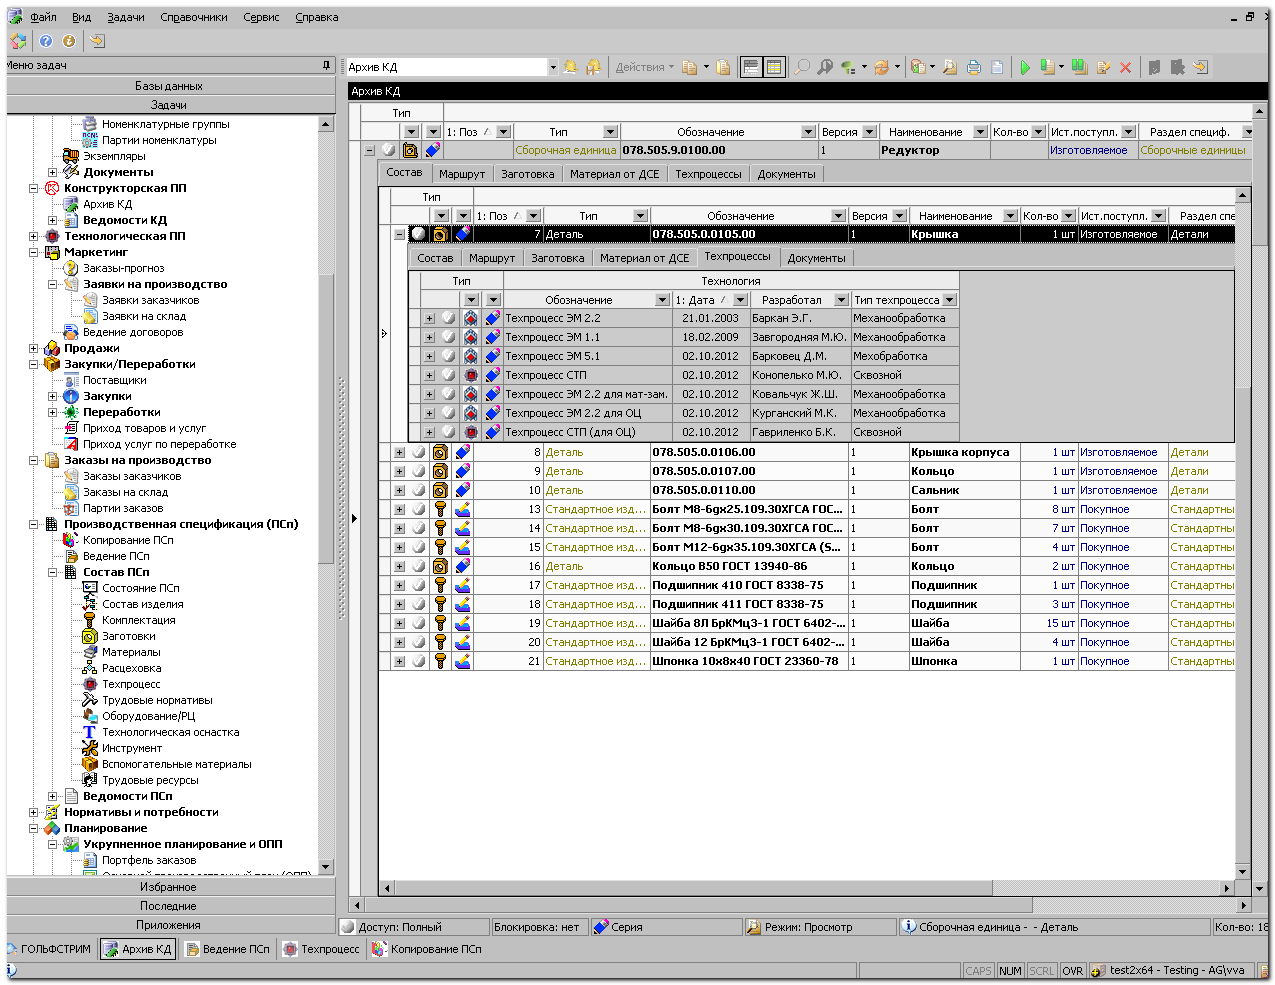 Файл Вид Задачи Справочники Сервис Справка
Меню задач
Архив КД
Действия
Базы данных
Задачи
Номенклатурные группы
Партии номенклатуры
Экземпляры
Документы
Конструкторская ПП
Архив КД
Ведомости КД
Технологическая ПП
Маркетинг
Заказы-прогноз
Заявки на производство
Заявки заказчиков
Заявки на склад
Ведение договоров
Продажи
Закупки/Переработки
Поставщики
Закупки
Переработки
Приход товаров и услуг
Приход услуг по переработке
Заказы на производство
Заказы заказчиков
Заказы на склад
Партии заказов
Производственная спецификация (ПСп)
Копирование ПСп
Ведение ПСп
Состав ПСп
Состояние ПСп
Состав изделия
Комплектация
Заготовки
Материалы
Расцеховка
Техпроцесс
Трудовые нормативы
Оборудование/РЦ
Технологическая оснастка
Инструмент
Вспомогательные материалы
Трудовые ресурсы
Ведомости ПСп
Нормативы и потребности
Планирование
Укрупненное планирование и ОПП
Портфель заказов
Основной производственный план (ОПП)
Избранное
Последние
Приложения
Архив КД
Тип
1: Поз Тип Обозначение Версия Наименование Кол-во Ист.поступл. Раздел специф.
Сборочная единица 078.505.9.0100.00 1 Редуктор Изготовляемое Сборочные единицы
Состав Маршрут Заготовка Материал от ДСЕ Техпроцессы Документы
Тип
1: Поз Тип Обозначение Версия Наименование Кол-во Ист.поступл. Раздел спе
7 Деталь 078.505.0.0105.00 1 Крышка 1 шт Изготовляемое Детали
Состав Маршрут Заготовка Материал от ДСЕ Техпроцессы Документы
Тип Технология
Обозначение 1: Дата Разработал Тип техпроцесса
Техпроцесс ЭМ 2.2 21.01.2003 Баркан Э.Г. Механообработка
Техпроцесс ЭМ 1.1 18.02.2009 Завгородняя М.Ю. Механообработка
Техпроцесс ЭМ 5.1 02.10.2012 Барковец Д.М. Мехобработка
Техпроцесс СТП 02.10.2012 Конопелько М.Ю. Сквозной
Техпроцесс ЭМ 2.2 для мат-зам. 02.10.2012 Ковальчук Ж.Ш. Механообработка
Техпроцесс ЭМ 2.2 для ОЦ 02.10.2012 Курганский М.К. Механообработка
Техпроцесс СТП (для ОЦ) 02.10.2012 Гавриленко Б.К. Сквозной
8 Деталь 078.505.0.0106.00 1 Крышка корпуса 1 шт Изготовляемое Детали
9 Деталь 078.505.0.0107.00 1 Кольцо 1 шт Изготовляемое Детали
10 Деталь 078.505.0.0110.00 1 Сальник 1 шт Изготовляемое Детали
13 Стандартное изд... Болт М8-6gx25.109.30ХГСА ГОС... 1 Болт 8 шт Покупное Стандартны
14 Стандартное изд... Болт М8-6gx30.109.30ХГСА ГОС... 1 Болт 7 шт Покупное Стандартны
15 Стандартное изд... Болт М12-6gx35.109.30ХГСА (S... 1 Болт 4 шт Покупное Стандартны
16 Деталь Кольцо В50 ГОСТ 13940-86 1 Кольцо 2 шт Покупное Стандартны
17 Стандартное изд... Подшипник 410 ГОСТ 8338-75 1 Подшипник 1 шт Покупное Стандартны
18 Стандартное изд... Подшипник 411 ГОСТ 8338-75 1 Подшипник 3 шт Покупное Стандартны
19 Стандартное изд... Шайба 8Л БрКМц3-1 ГОСТ 6402-... 1 Шайба 15 шт Покупное Стандартны
20 Стандартное изд... Шайба 12 БрКМц3-1 ГОСТ 6402-... 1 Шайба 4 шт Покупное Стандартны
21 Стандартное изд... Шпонка 10х8х40 ГОСТ 23360-78 1 Шпонка 1 шт Покупное Стандартны
Доступ: Полный Блокировка: нет Серия Режим: Просмотр Сборочная единица - - Деталь Кол-во: 18
ГОЛЬФСТРИМ Архив КД Ведение ПСп Техпроцесс Копирование ПСп
CAPS NUM SCRL OVR test2x64 - Testing - AG\vva